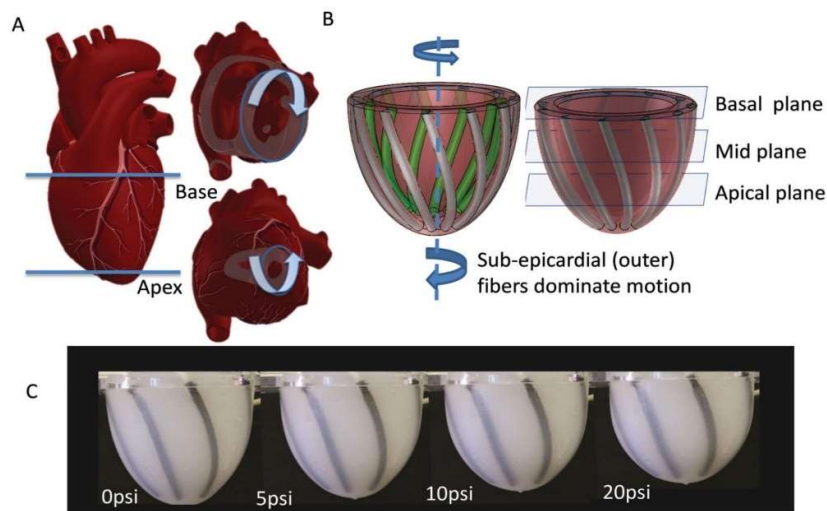 A
Base
Apex
B
Basal plane
Mid plane
Apical plane
Sub-epicardial (outer)
fibers dominate motion
C
0psi
5psi
10psi
20psi